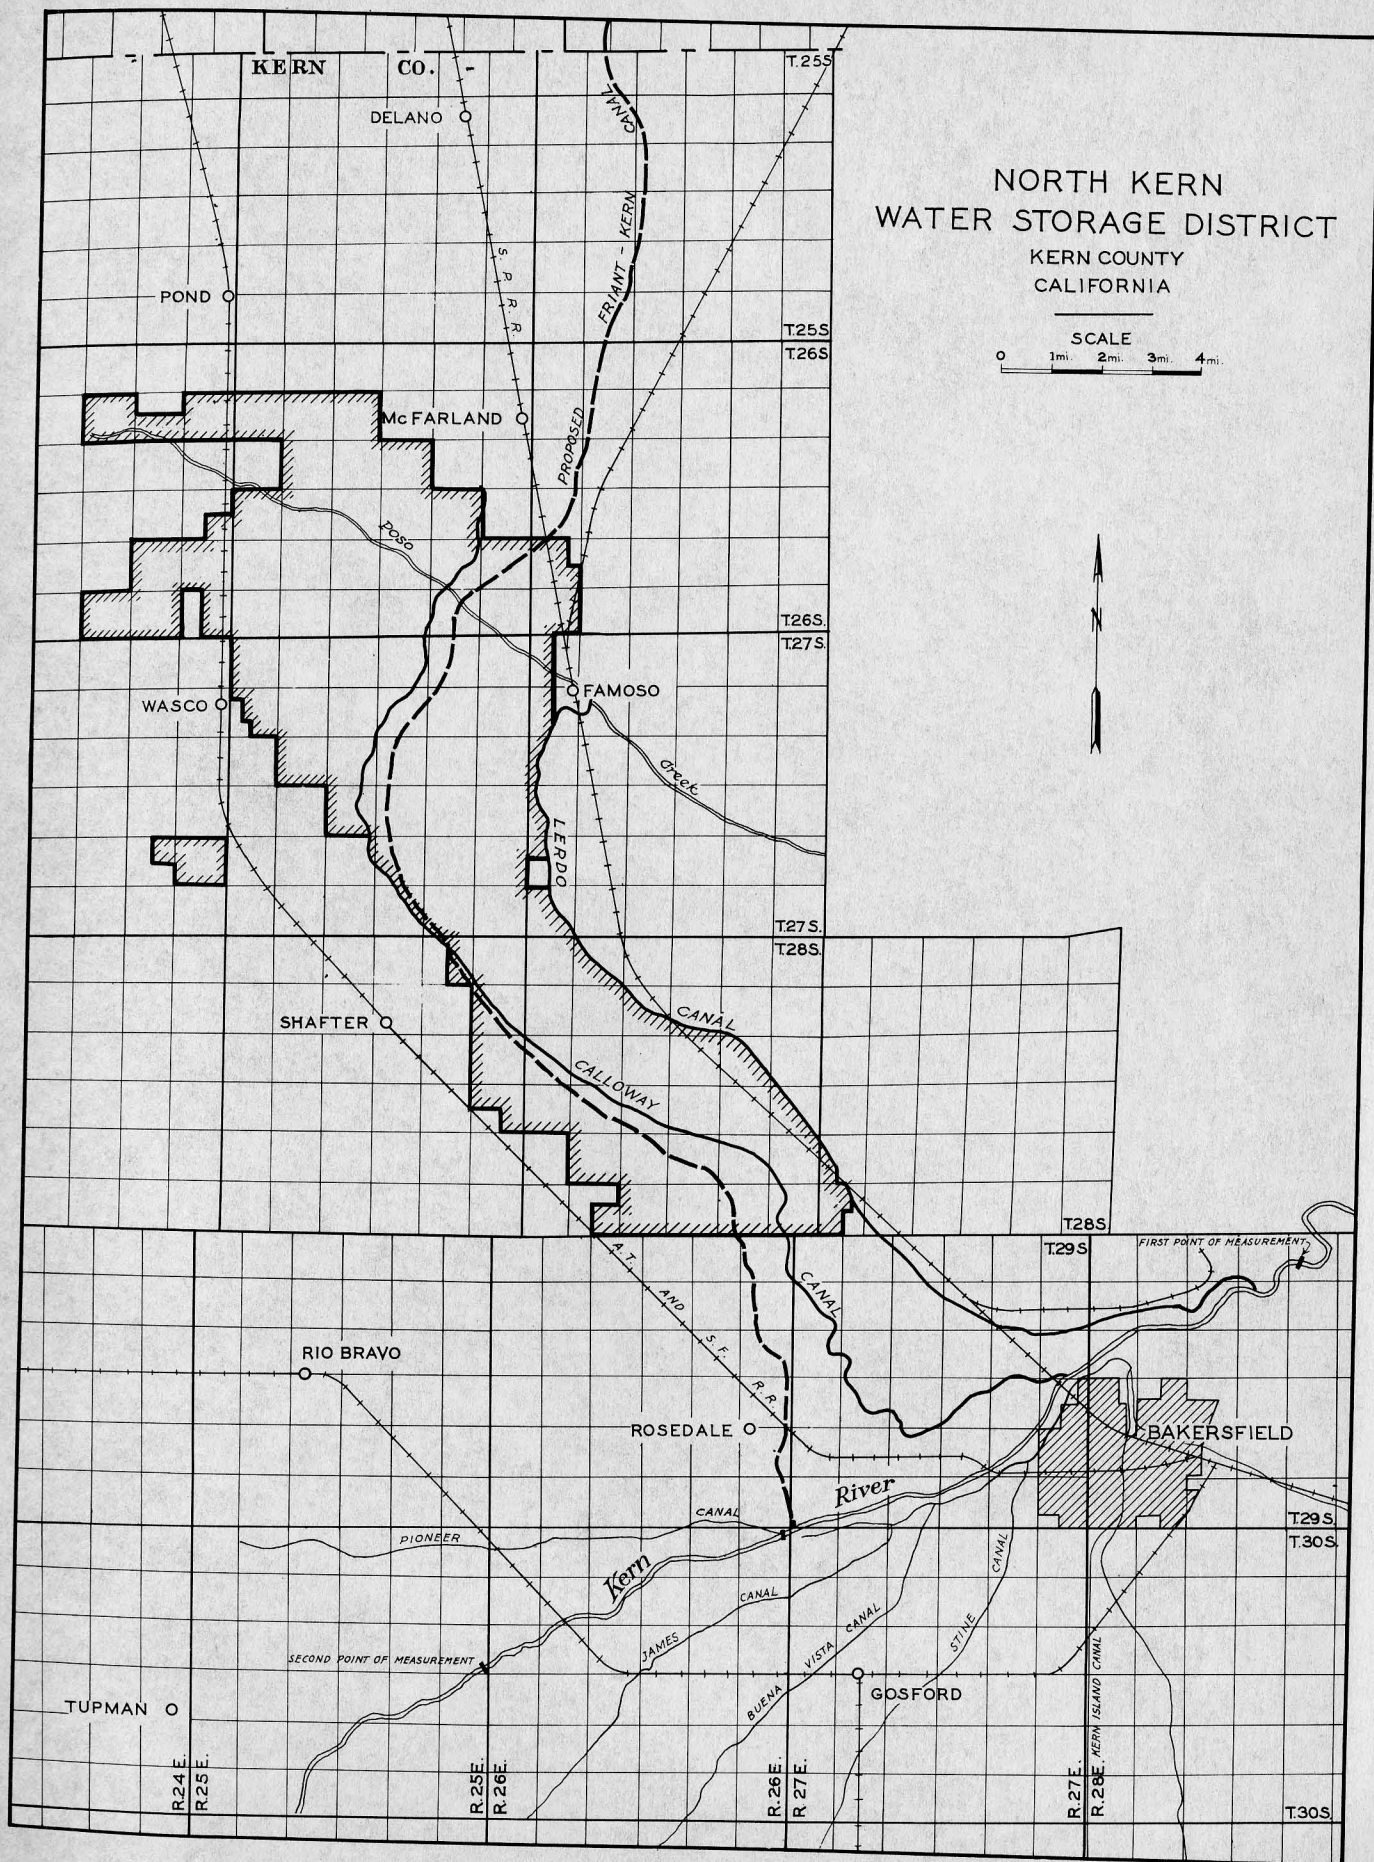 KERN CO.
T.25S
DELANO
CANAL
NORTH KERN
WATER STORAGE DISTRICT
KERN COUNTY
CALIFORNIA
SCALE
0 1mi. 2mi. 3mi. 4mi.
FRIANT - KERN
S. P. R. R.
POND
T.25S
T.26S
PROPOSED
McFARLAND
POSO
N
T.26S.
T.27S.
FAMOSO
WASCO
Creek
LERDO
T.27S.
T.28S.
SHAFTER
CANAL
CALLOWAY
T.28S.
T.29S
FIRST POINT OF MEASUREMENT
A.T. AND S.F. R.R.
CANAL
RIO BRAVO
ROSEDALE
BAKERSFIELD
River
CANAL
PIONEER
T.29S.
T.30S.
Kern
CANAL
CANAL
JAMES
CANAL
VISTA
STINE
SECOND POINT OF MEASUREMENT
BUENA
KERN ISLAND CANAL
GOSFORD
TUPMAN
R.24E.
R.25E.
R.25E.
R.26E.
R.26E.
R.27E.
R.27E.
R.28E.
T.30S.